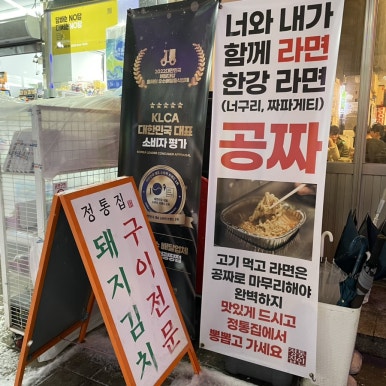 너와 내가
함께 라면
한강 라면
(너구리, 짜파게티)
공짜
고기 먹고 라면은
공짜로 마무리해야
완벽하지
맛있게 드시고
정통집에서
뽕뽑고 가세요
KLCA
대한민국 대표
소비자 평가
정통집
돼지김치
구이전문